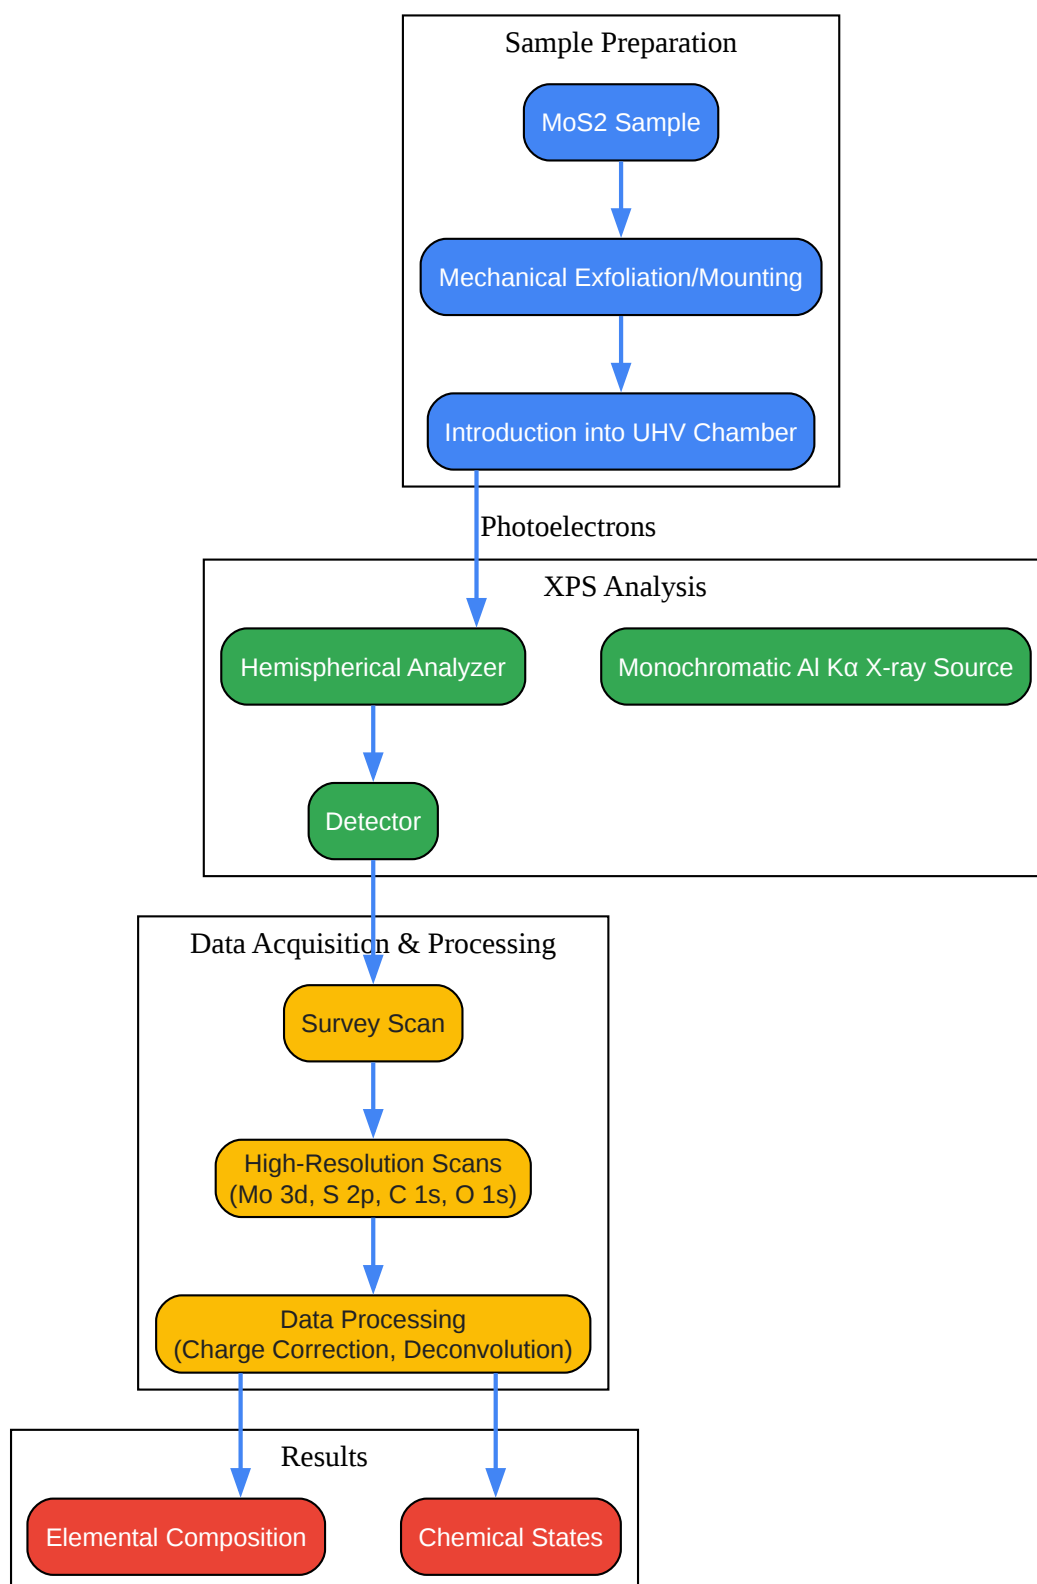 Sample Preparation
MoS2 Sample
Mechanical Exfoliation/Mounting
Introduction into UHV Chamber
Photoelectrons
XPS Analysis
Hemispherical Analyzer
Monochromatic Al Kα X-ray Source
Detector
Data Acquisition & Processing
Survey Scan
High-Resolution Scans
(Mo 3d, S 2p, C 1s, O 1s)
Data Processing
(Charge Correction, Deconvolution)
Results
Elemental Composition
Chemical States